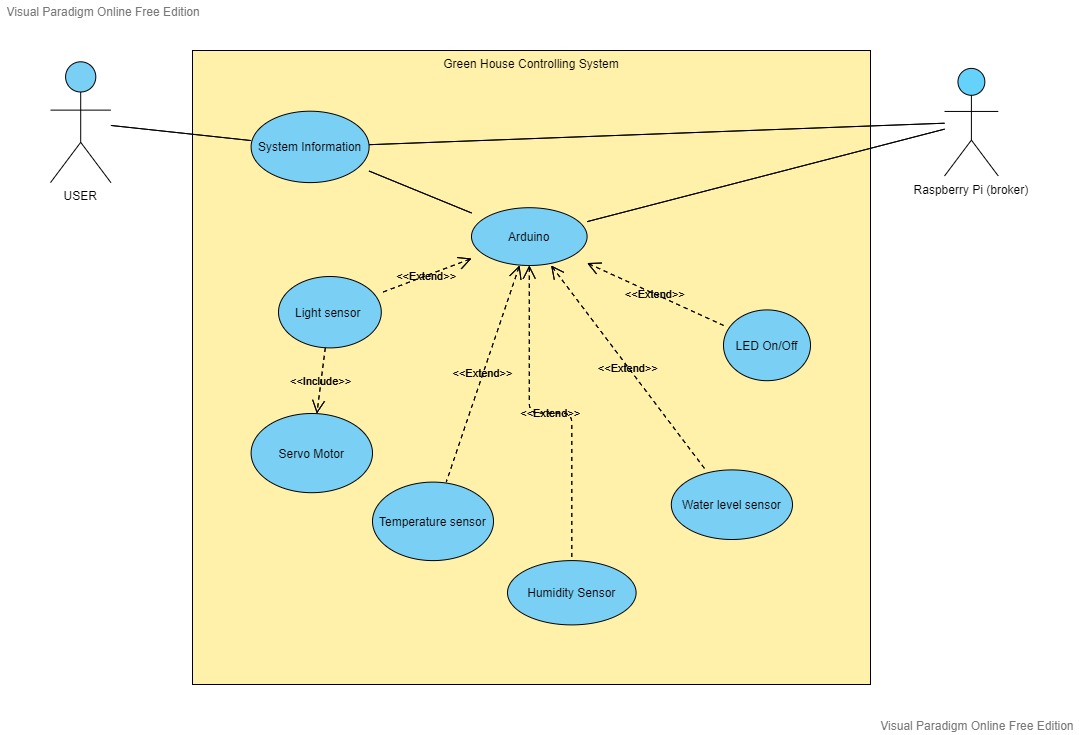 Visual Paradigm Online Free Edition
Green House Controlling System
System Information
USER
Raspberry Pi (broker)
Arduino
<<Extend>>
<<Extend>>
Light sensor
LED On/Off
<<Extend>>
<<Extend>>
<<Include>>
<<Extend>>
Servo Motor
Water level sensor
Temperature sensor
Humidity Sensor
Visual Paradigm Online Free Edition